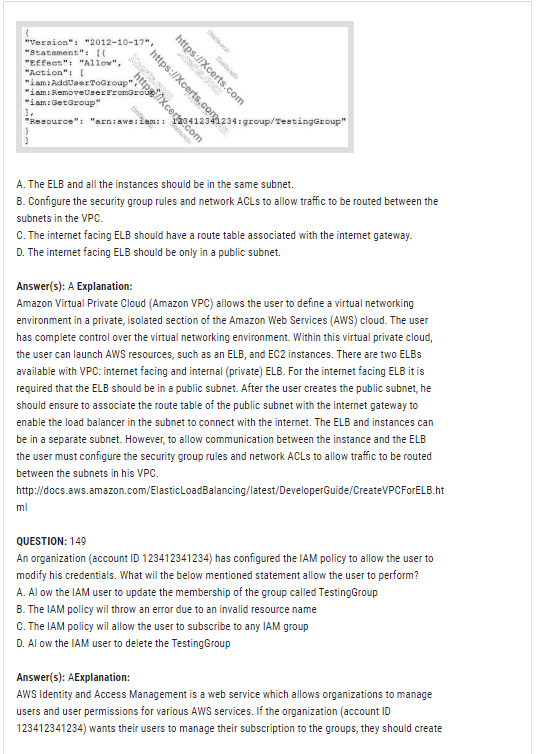 {
"Version": "2012-10-17",
"Statement": [{
"Effect": "Allow",
"Action": [
"iam:AddUserToGroup",
"iam:RemoveUserFromGroup",
"iam:GetGroup"
],
"Resource": "arn:aws:iam:: 123412341234:group/TestingGroup"
}
]
https://Xcerts.com
https://Xcerts.com
https://Xcerts.com
A. The ELB and all the instances should be in the same subnet.
B. Configure the security group rules and network ACLs to allow traffic to be routed between the
subnets in the VPC.
C. The internet facing ELB should have a route table associated with the internet gateway.
D. The internet facing ELB should be only in a public subnet.
Answer(s): A Explanation:
Amazon Virtual Private Cloud (Amazon VPC) allows the user to define a virtual networking
environment in a private, isolated section of the Amazon Web Services (AWS) cloud. The user
has complete control over the virtual networking environment. Within this virtual private cloud,
the user can launch AWS resources, such as an ELB, and EC2 instances. There are two ELBs
available with VPC: internet facing and internal (private) ELB. For the internet facing ELB it is
required that the ELB should be in a public subnet. After the user creates the public subnet, he
should ensure to associate the route table of the public subnet with the internet gateway to
enable the load balancer in the subnet to connect with the internet. The ELB and instances can
be in a separate subnet. However, to allow communication between the instance and the ELB
the user must configure the security group rules and network ACLs to allow traffic to be routed
between the subnets in his VPC.
http://docs.aws.amazon.com/ElasticLoadBalancing/latest/DeveloperGuide/CreateVPCForELB.ht
ml
QUESTION: 149
An organization (account ID 123412341234) has configured the IAM policy to allow the user to
modify his credentials. What wil the below mentioned statement allow the user to perform?
A. Al ow the IAM user to update the membership of the group called TestingGroup
B. The IAM policy wil throw an error due to an invalid resource name
C. The IAM policy wil allow the user to subscribe to any IAM group
D. Al ow the IAM user to delete the TestingGroup
Answer(s): AExplanation:
AWS Identity and Access Management is a web service which allows organizations to manage
users and user permissions for various AWS services. If the organization (account ID
123412341234) wants their users to manage their subscription to the groups, they should create